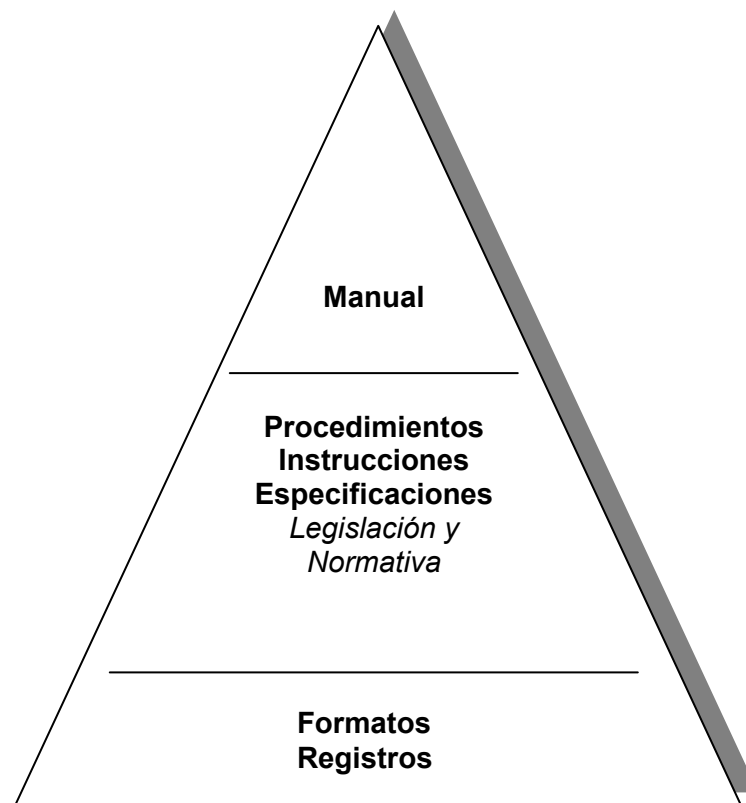 Manual
Procedimientos
Instrucciones
Especificaciones
Legislación y
Normativa
Formatos
Registros